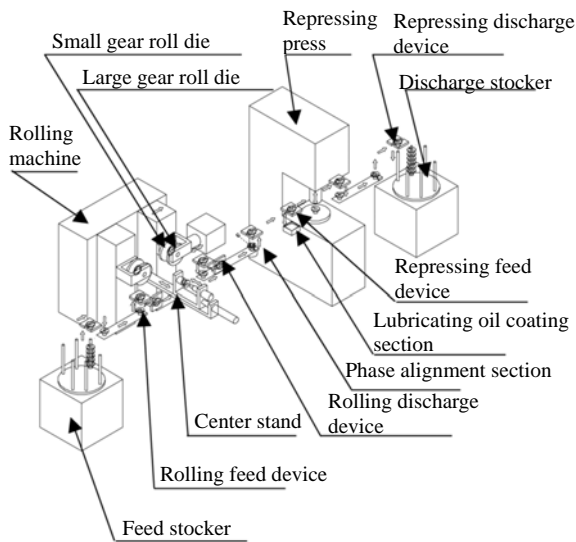 Small gear roll die
Large gear roll die
Rolling
machine
Repressing
press
Repressing discharge
device
Discharge stocker
Repressing feed
device
Lubricating oil coating
section
Phase alignment section
Rolling discharge
device
Center stand
Rolling feed device
Feed stocker